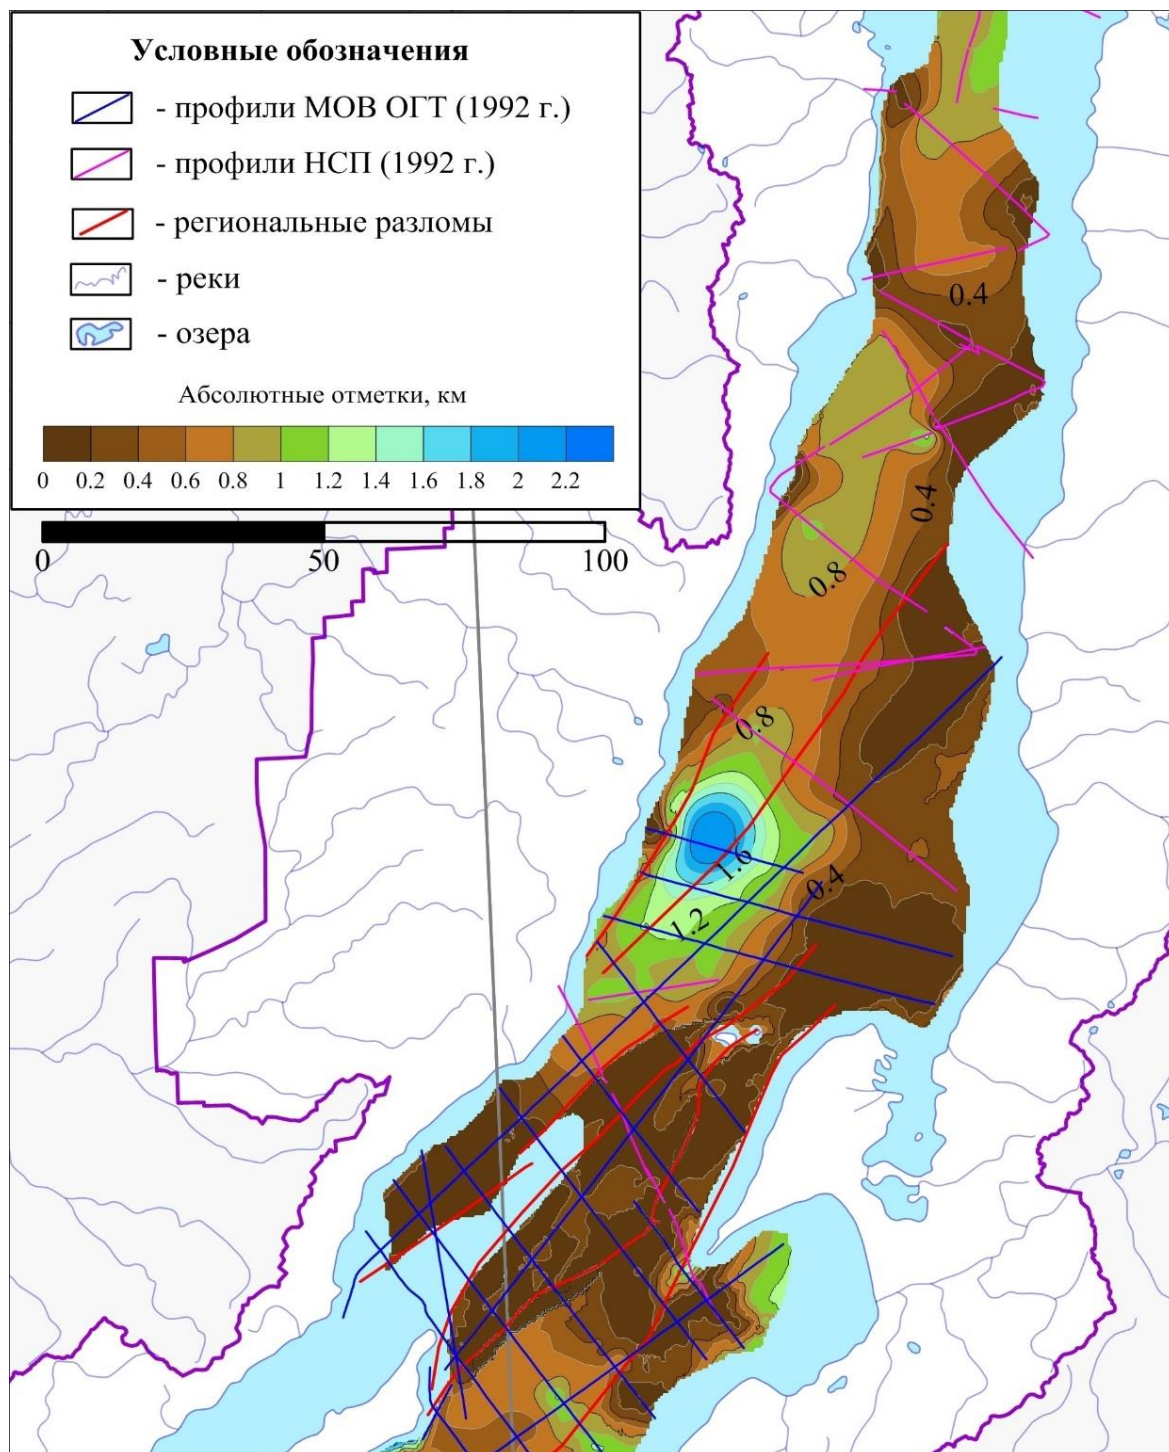 Условные обозначения
- профили МОВ ОГТ (1992 г.)
- профили НСП (1992 г.)
- региональные разломы
- реки
- озера
Абсолютные отметки, км
0 0.2 0.4 0.6 0.8 1 1.2 1.4 1.6 1.8 2 2.2
0 50 100
0.4
0.4
0.8
0.8
1.6
0.4
1.2